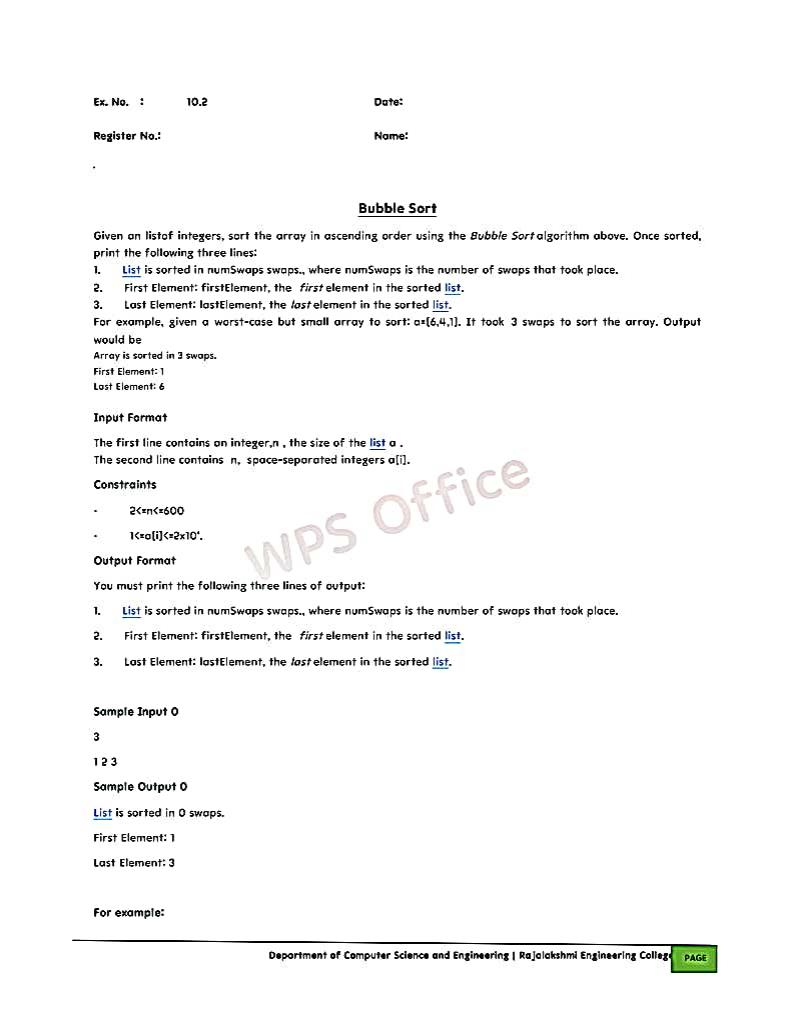 Ex. No. : 10.2 Date:
Register No.: Name:
.
Bubble Sort
Given an listof integers, sort the array in ascending order using the Bubble Sort algorithm above. Once sorted,
print the following three lines:
1. List is sorted in numSwaps swaps., where numSwaps is the number of swaps that took place.
2. First Element: firstElement, the first element in the sorted list.
3. Last Element: lastElement, the last element in the sorted list.
For example, given a worst-case but small array to sort: a=[6,4,1]. It took 3 swaps to sort the array. Output
would be
Array is sorted in 3 swaps.
First Element: 1
Last Element: 6
Input Format
The first line contains an integer,n , the size of the list a .
The second line contains n, space-separated integers a[i].
Constraints
- 2<=n<=600
- 1<=a[i]<=2x10⁶.
WPS Office
Output Format
You must print the following three lines of output:
1. List is sorted in numSwaps swaps., where numSwaps is the number of swaps that took place.
2. First Element: firstElement, the first element in the sorted list.
3. Last Element: lastElement, the last element in the sorted list.
Sample Input 0
3
1 2 3
Sample Output 0
List is sorted in 0 swaps.
First Element: 1
Last Element: 3
For example:
Department of Computer Science and Engineering | Rajalakshmi Engineering College
PAGE